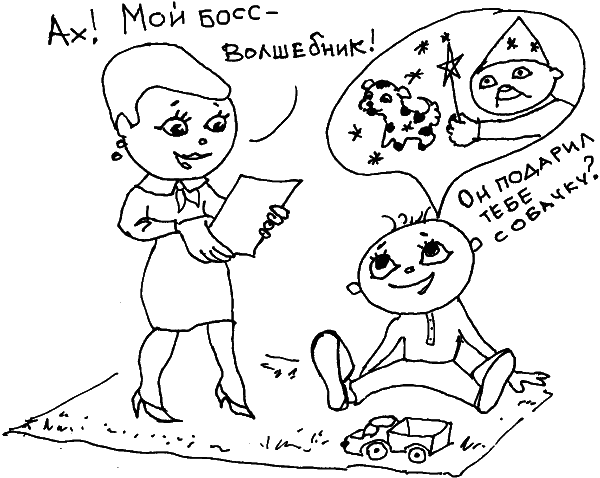 Ах! Мой босс-
волшебник!
Он подарил
тебе
собачку?